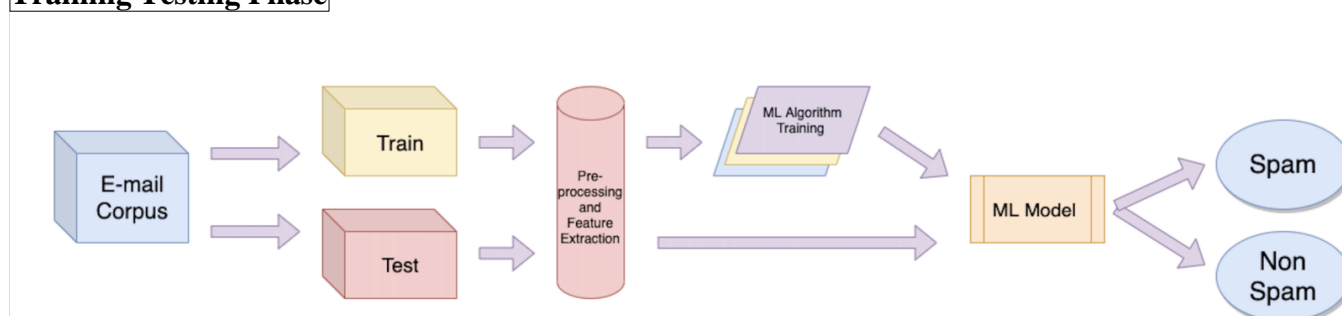 Training Testing Phase
E-mail
Corpus
Train
Test
Pre-
processing
and
Feature
Extraction
ML Algorithm
Training
ML Model
Spam
Non
Spam